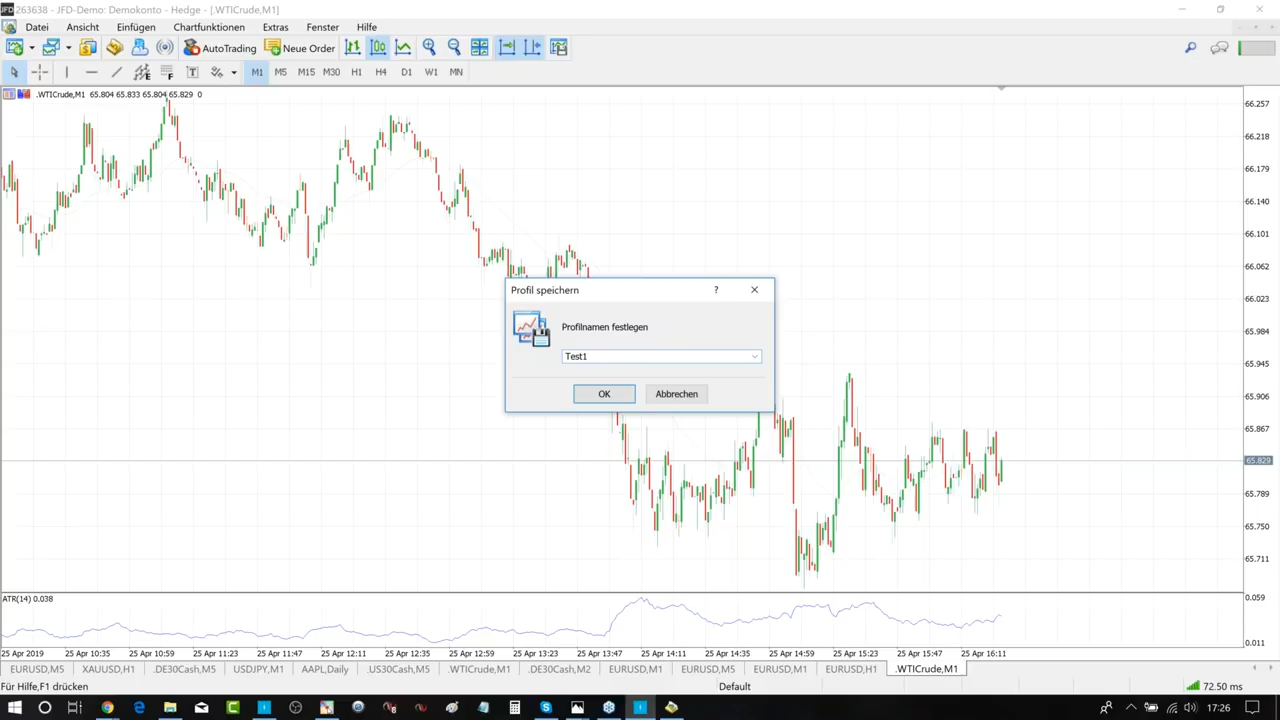 263638 - JFD-Demo: Demokonto - Hedge - [.WTICrude,M1]
Datei Ansicht Einfügen Chartfunktionen Extras Fenster Hilfe
AutoTrading Neue Order
M1 M5 M15 M30 H1 H4 D1 W1 MN
.WTICrude,M1 65.804 65.833 65.804 65.829 0
66.257
66.218
66.179
66.140
66.101
66.062
66.023
65.984
65.945
65.906
65.867
65.829
65.789
65.750
65.711
Profil speichern ?
Profilnamen festlegen
Test1
OK Abbrechen
ATR(14) 0.038
0.059
0.011
25 Apr 2019 25 Apr 10:35 25 Apr 10:59 25 Apr 11:23 25 Apr 11:47 25 Apr 12:11 25 Apr 12:35 25 Apr 12:59 25 Apr 13:23 25 Apr 13:47 25 Apr 14:11 25 Apr 14:35 25 Apr 14:59 25 Apr 15:23 25 Apr 15:47 25 Apr 16:11
EURUSD,M5 XAUUSD,H1 .DE30Cash,M5 USDJPY,M1 AAPL,Daily .US30Cash,M5 .WTICrude,M1 .DE30Cash,M2 EURUSD,M1 EURUSD,M5 EURUSD,M1 EURUSD,H1 .WTICrude,M1
Für Hilfe,F1 drücken Default 72.50 ms
17:26